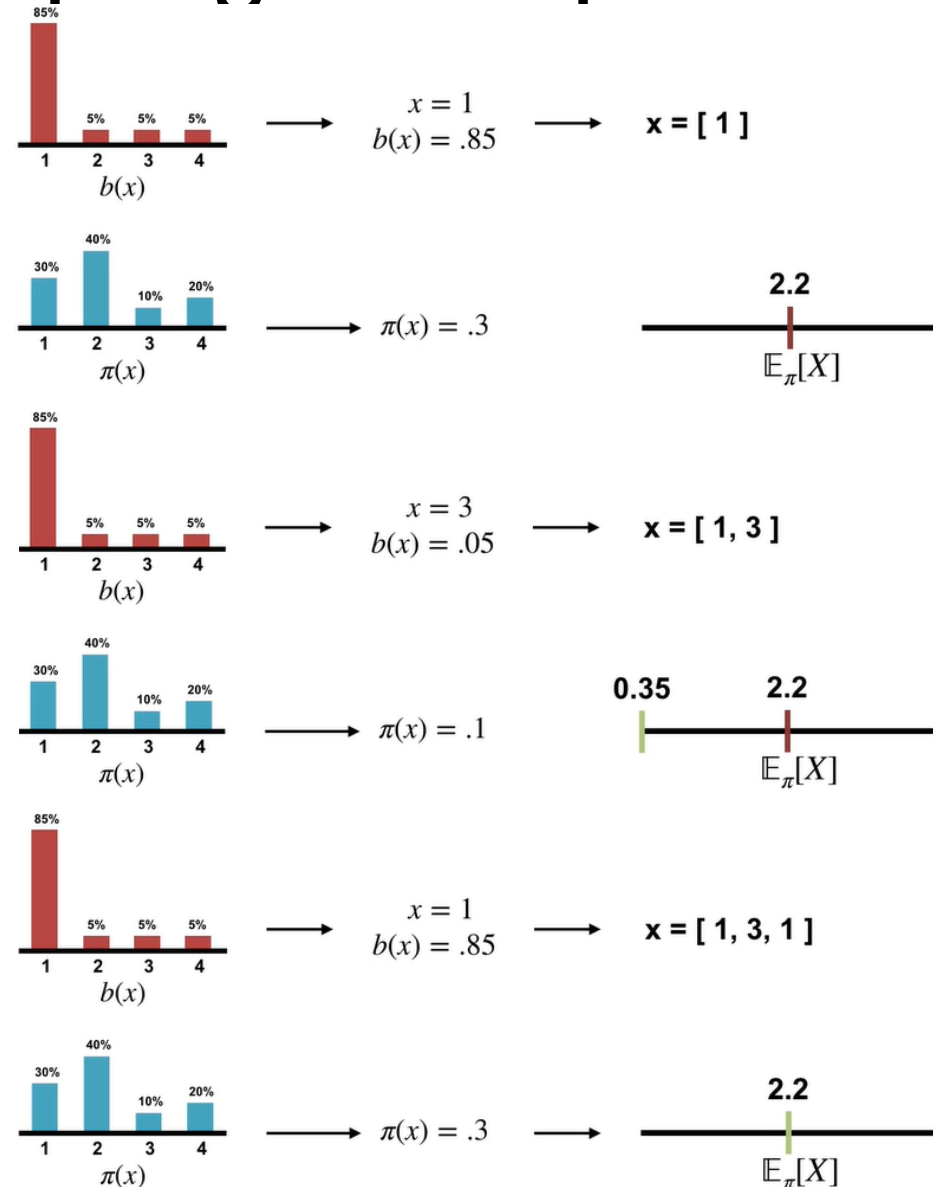 85%
5% 5% 5%
1 2 3 4
b(x)
x = 1
b(x) = .85
x = [ 1 ]
40%
30%
20%
10%
1 2 3 4
π(x)
π(x) = .3
2.2
𝔼π[X]
85%
5% 5% 5%
1 2 3 4
b(x)
x = 3
b(x) = .05
x = [ 1, 3 ]
40%
30%
20%
10%
1 2 3 4
π(x)
π(x) = .1
0.35 2.2
𝔼π[X]
85%
5% 5% 5%
1 2 3 4
b(x)
x = 1
b(x) = .85
x = [ 1, 3, 1 ]
40%
30%
20%
10%
1 2 3 4
π(x)
π(x) = .3
2.2
𝔼π[X]